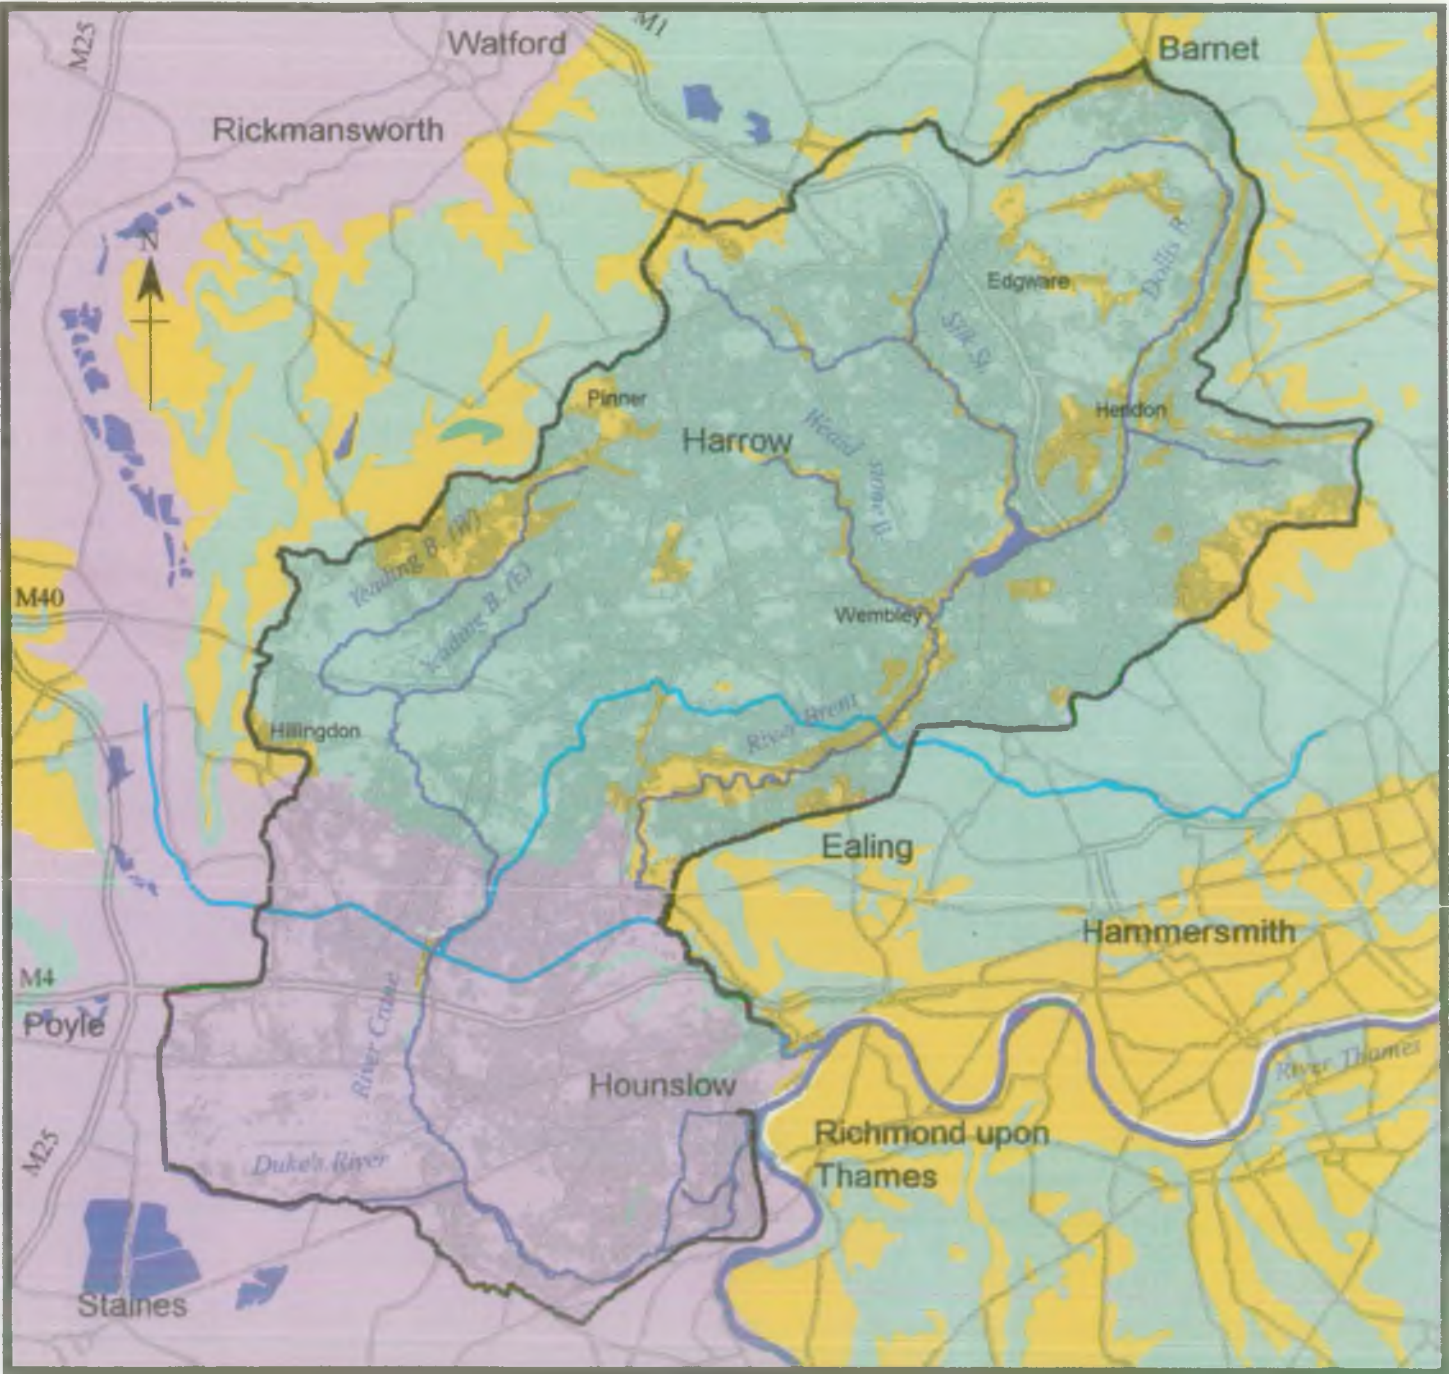 M25
Watford
M1
Barnet
Rickmansworth
N
Edgware
Dollis B.
Silk St.
Pinner
Hendon
Harrow
Weald
Yeading B. (W)
Yeading B. (E)
M40
Wembley
River Brent
Hillingdon
Ealing
Hammersmith
M4
Poyle
River Crane
River Thames
Hounslow
Richmond upon
Thames
M25
Duke's River
Staines